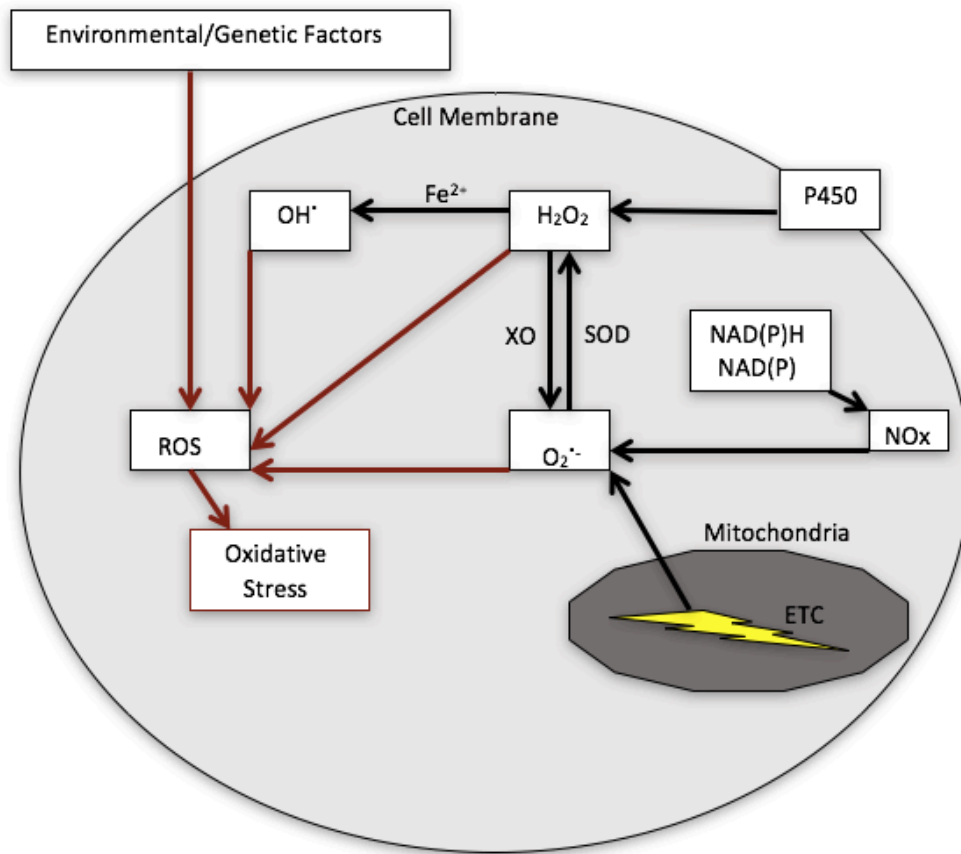 Environmental/Genetic Factors
Cell Membrane
P450
Fe²⁺
OH˙
H₂O₂
XO
SOD
NAD(P)H
NAD(P)
ROS
O₂˙⁻
NOx
Mitochondria
Oxidative
Stress
ETC